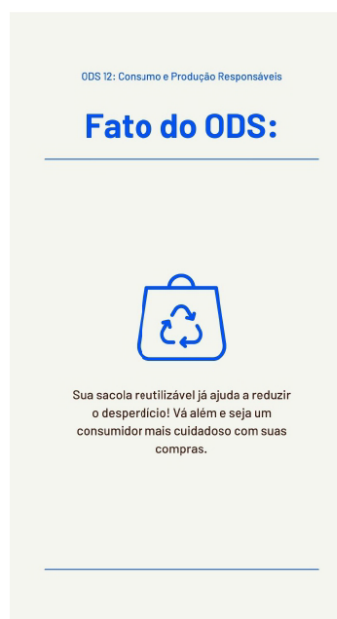 ODS 12: Consumo e Produção Responsáveis
Fato do ODS:
Sua sacola reutilizável já ajuda a reduzir
o desperdício! Vá além e seja um
consumidor mais cuidadoso com suas
compras.